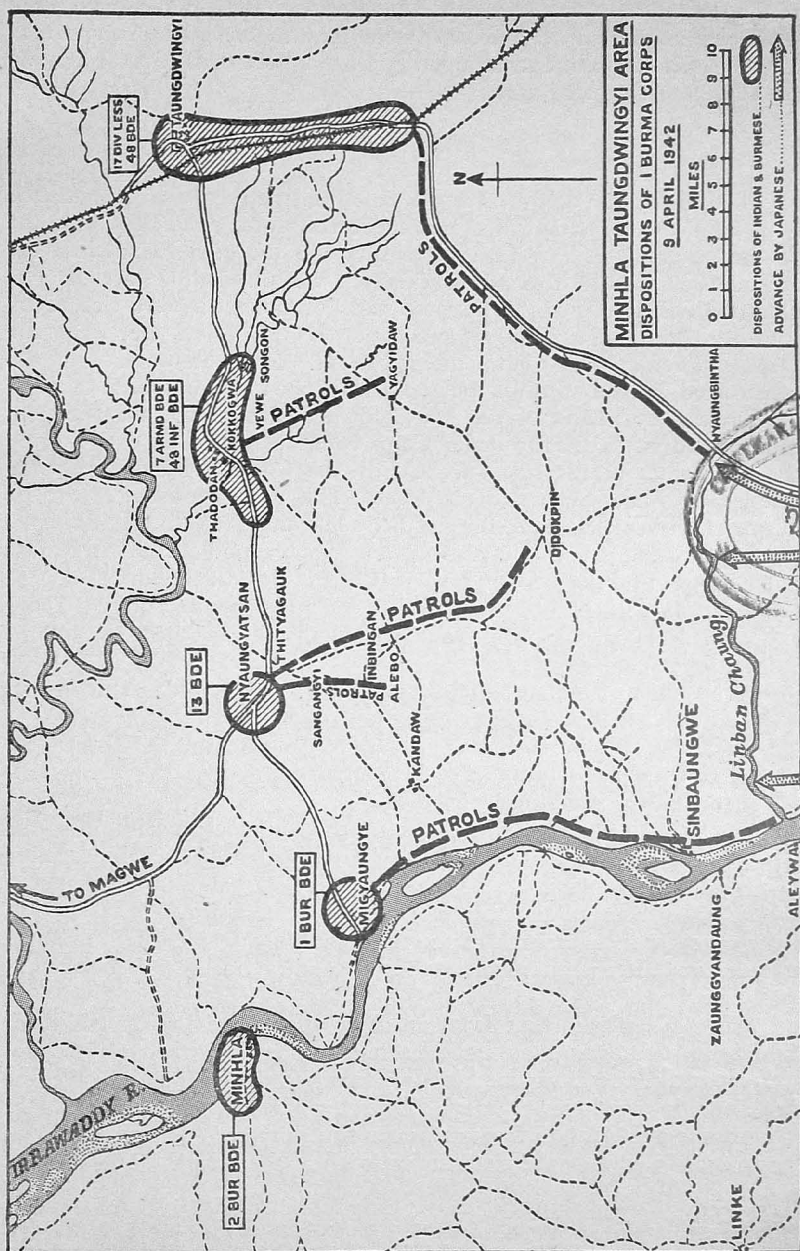 MINHLA TAUNGDWINGYI AREA
DISPOSITIONS OF I BURMA CORPS
9 APRIL 1942
MILES
0 1 2 3 4 5 6 7 8 9 10
DISPOSITIONS OF INDIAN & BURMESE
ADVANCE BY JAPANESE
N
IRRAWADDY R.
TO MAGWE
2 BUR BDE
MINHLA
1 BUR BDE
MIGYAUNGYE
13 BDE
NYAUNGYATSAN
THITYAGAUK
SANGANGYI
PATROLS
INBINGAN
ALEBO
KANDAW
PATROLS
DIDOKPIN
7 ARMD BDE
48 INF BDE
THADODAN
KOKKOGWA
YEWE
SONGON
PATROLS
YAGYIDAW
17 DIV LESS
48 BDE
TAUNGDWINGYI
PATROLS
NYAUNGBINTHA
PATROLS
SINBAUNGWE
Linban Chaung
ZAUNGGYANDAUNG
ALEYWA
LINKE